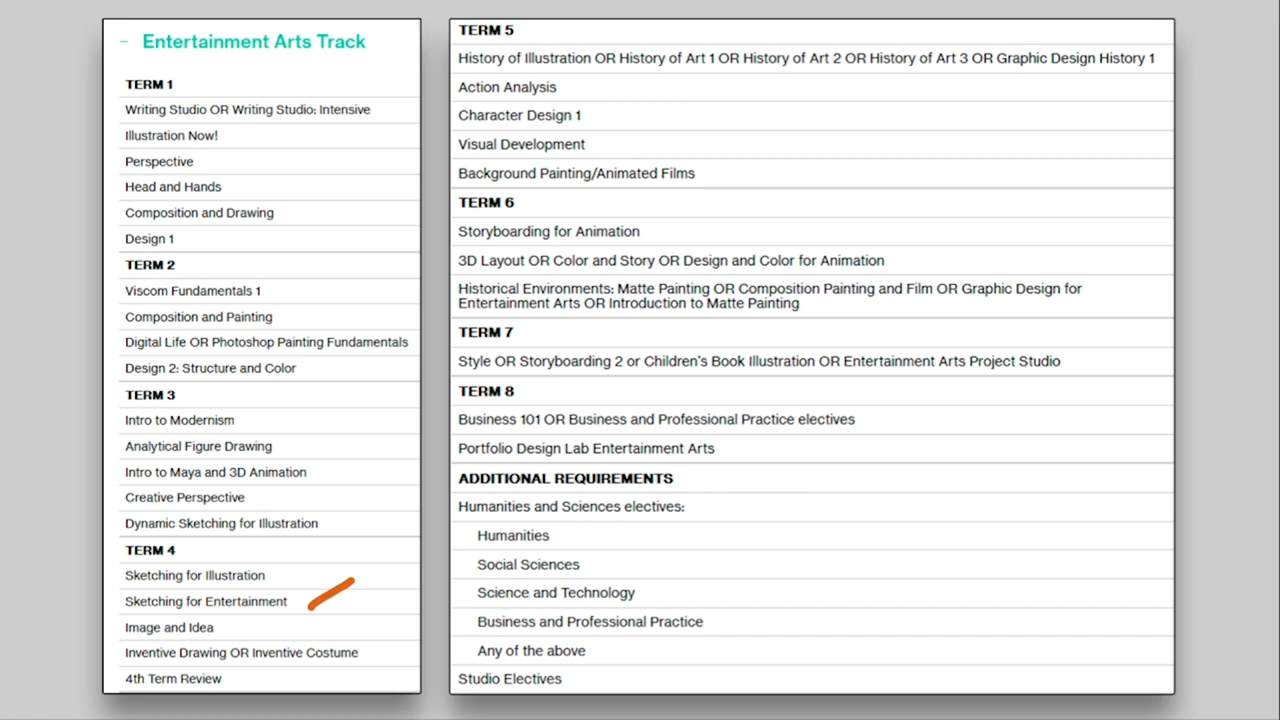 – Entertainment Arts Track
TERM 1
Writing Studio OR Writing Studio: Intensive
Illustration Now!
Perspective
Head and Hands
Composition and Drawing
Design 1
TERM 2
Viscom Fundamentals 1
Composition and Painting
Digital Life OR Photoshop Painting Fundamentals
Design 2: Structure and Color
TERM 3
Intro to Modernism
Analytical Figure Drawing
Intro to Maya and 3D Animation
Creative Perspective
Dynamic Sketching for Illustration
TERM 4
Sketching for Illustration
Sketching for Entertainment
Image and Idea
Inventive Drawing OR Inventive Costume
4th Term Review
TERM 5
History of Illustration OR History of Art 1 OR History of Art 2 OR History of Art 3 OR Graphic Design History 1
Action Analysis
Character Design 1
Visual Development
Background Painting/Animated Films
TERM 6
Storyboarding for Animation
3D Layout OR Color and Story OR Design and Color for Animation
Historical Environments: Matte Painting OR Composition Painting and Film OR Graphic Design for
Entertainment Arts OR Introduction to Matte Painting
TERM 7
Style OR Storyboarding 2 or Children's Book Illustration OR Entertainment Arts Project Studio
TERM 8
Business 101 OR Business and Professional Practice electives
Portfolio Design Lab Entertainment Arts
ADDITIONAL REQUIREMENTS
Humanities and Sciences electives:
Humanities
Social Sciences
Science and Technology
Business and Professional Practice
Any of the above
Studio Electives